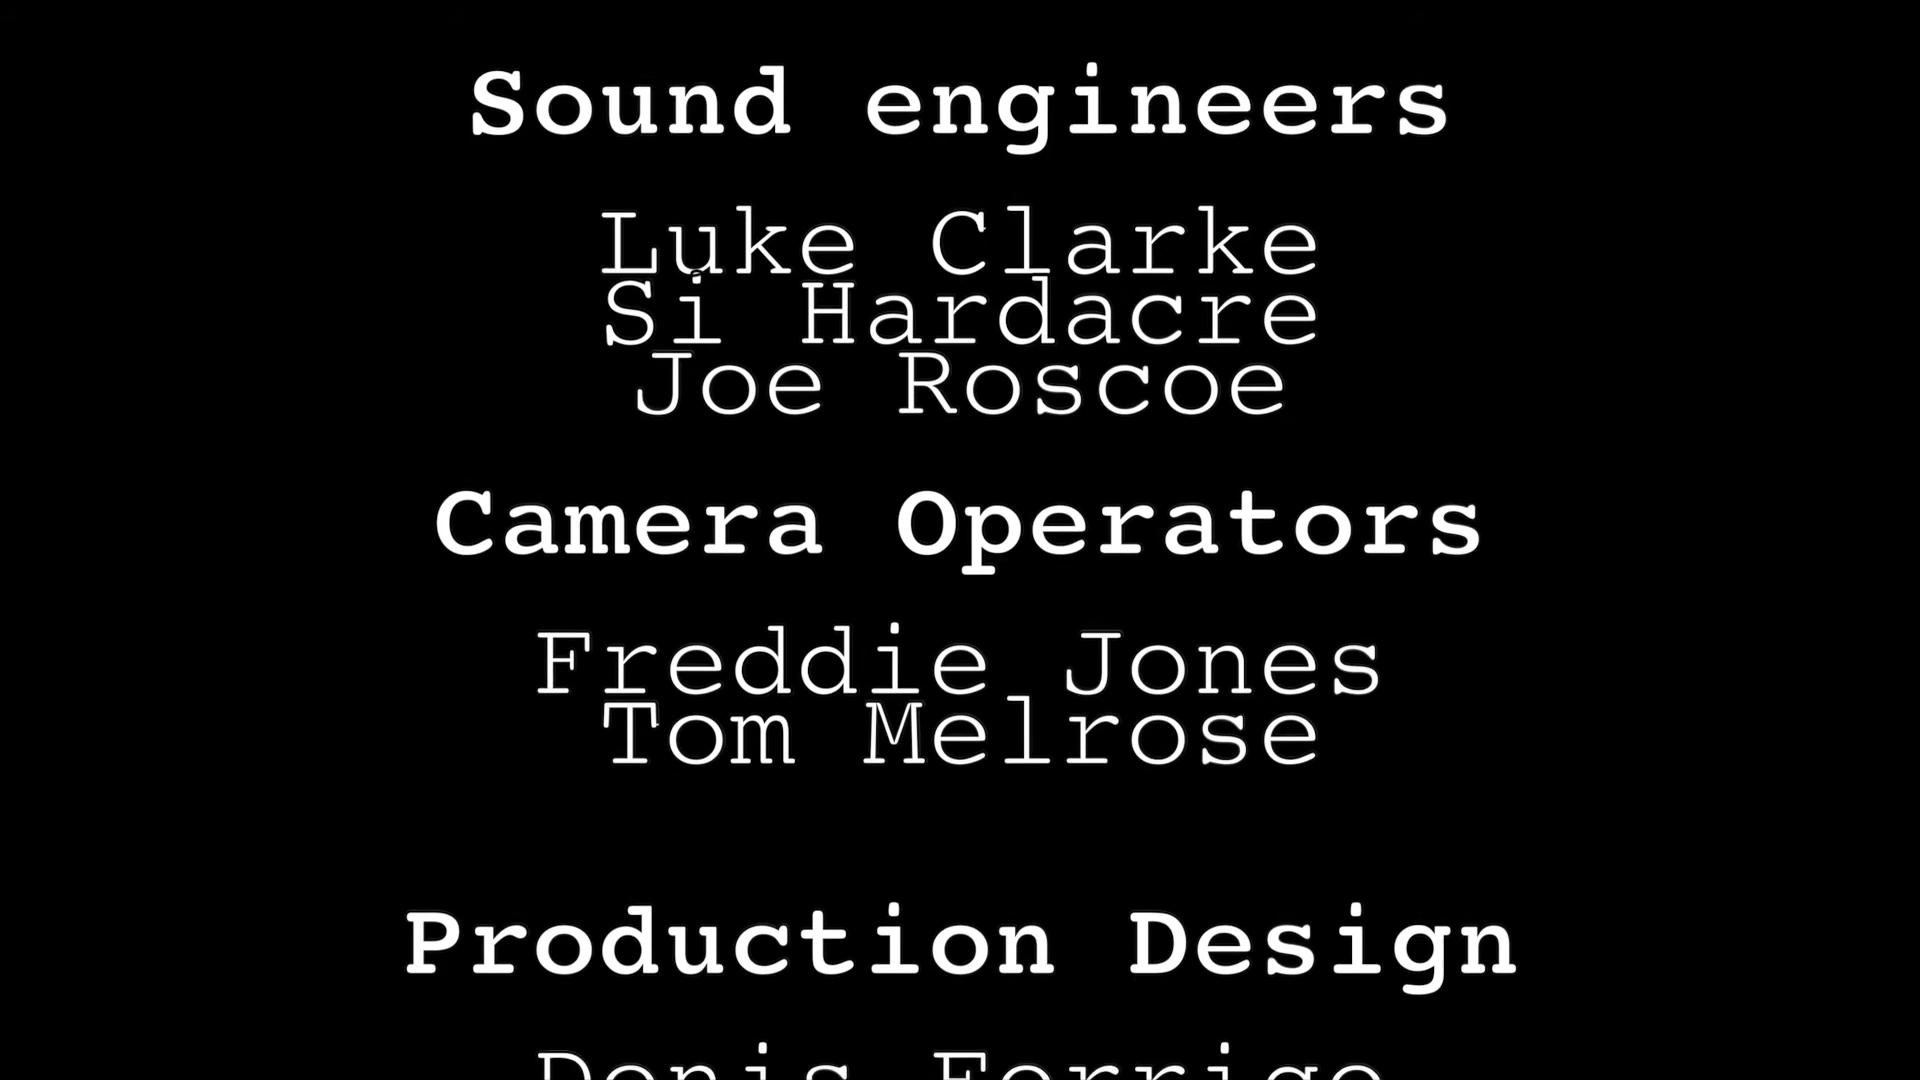 Sound engineers
Luke Clarke
Si Hardacre
Joe Roscoe
Camera Operators
Freddie Jones
Tom Melrose
Production Design